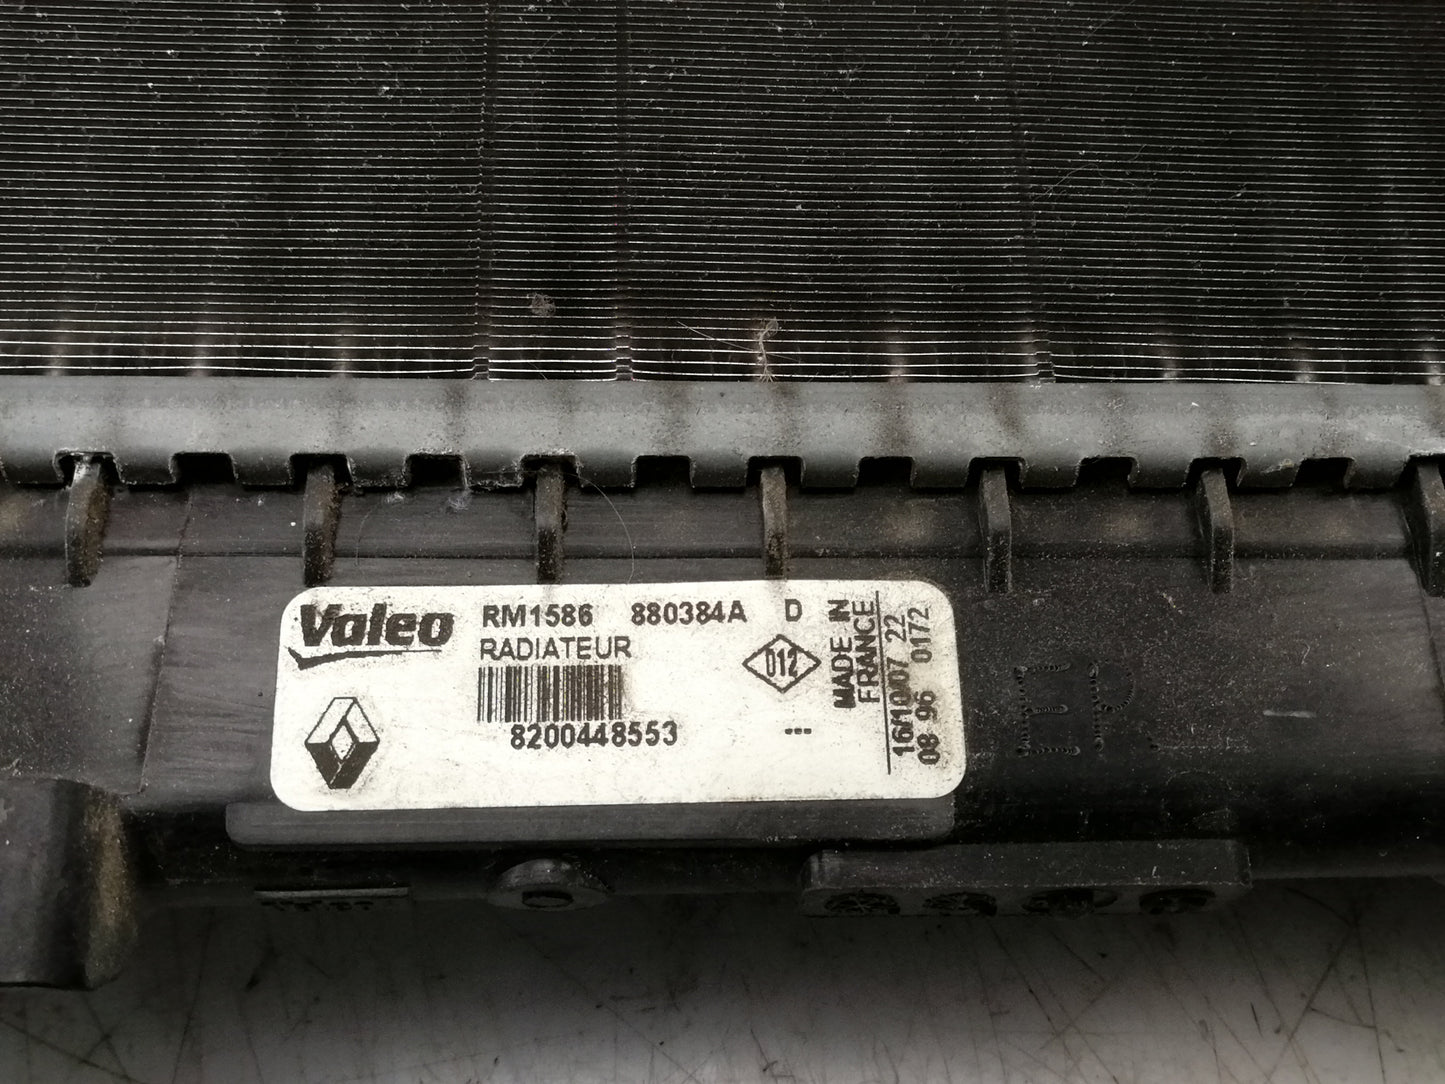 Valeo RM1586 880384A D
RADIATEUR
D12
8200448553
---
MADE IN
FRANCE
16/10/07 22
08 96 0172